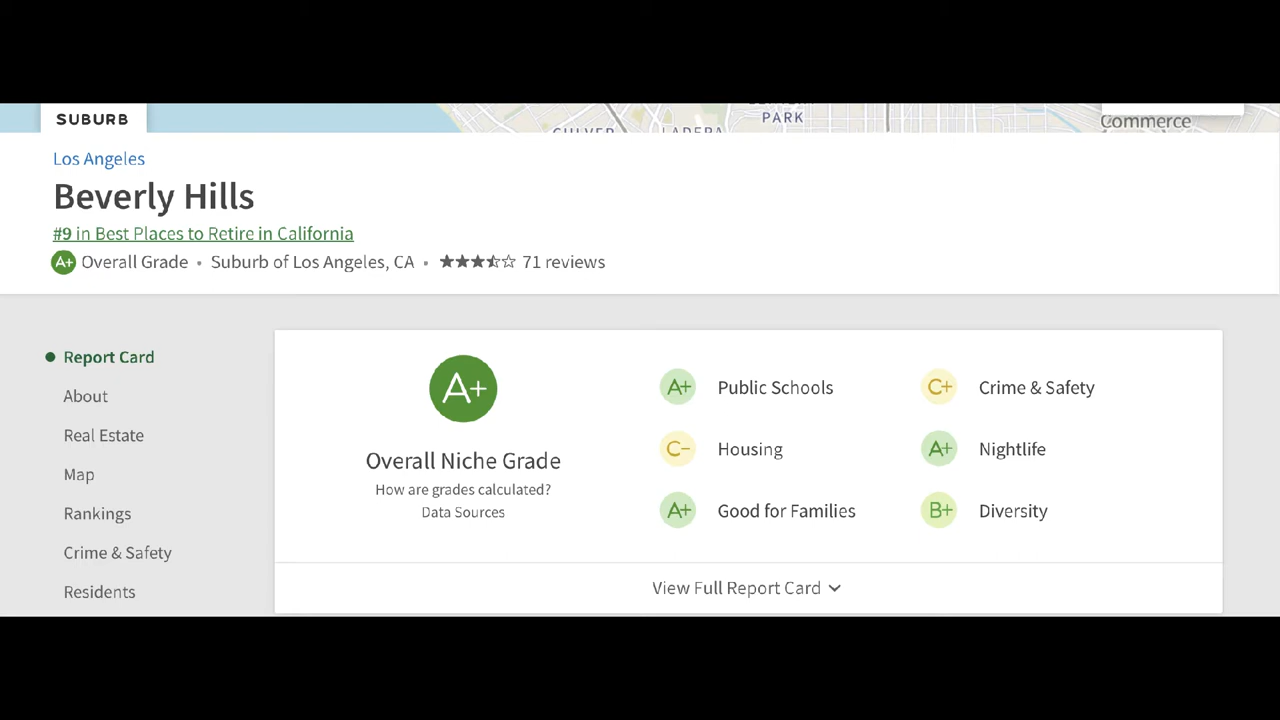 SUBURB
CULVER
LADERA
PARK
Commerce
Los Angeles
Beverly Hills
#9 in Best Places to Retire in California
A+ Overall Grade • Suburb of Los Angeles, CA • 71 reviews
Report Card
About
Real Estate
Map
Rankings
Crime & Safety
Residents
A+
Overall Niche Grade
How are grades calculated?
Data Sources
A+ Public Schools
C+ Crime & Safety
C- Housing
A+ Nightlife
A+ Good for Families
B+ Diversity
View Full Report Card